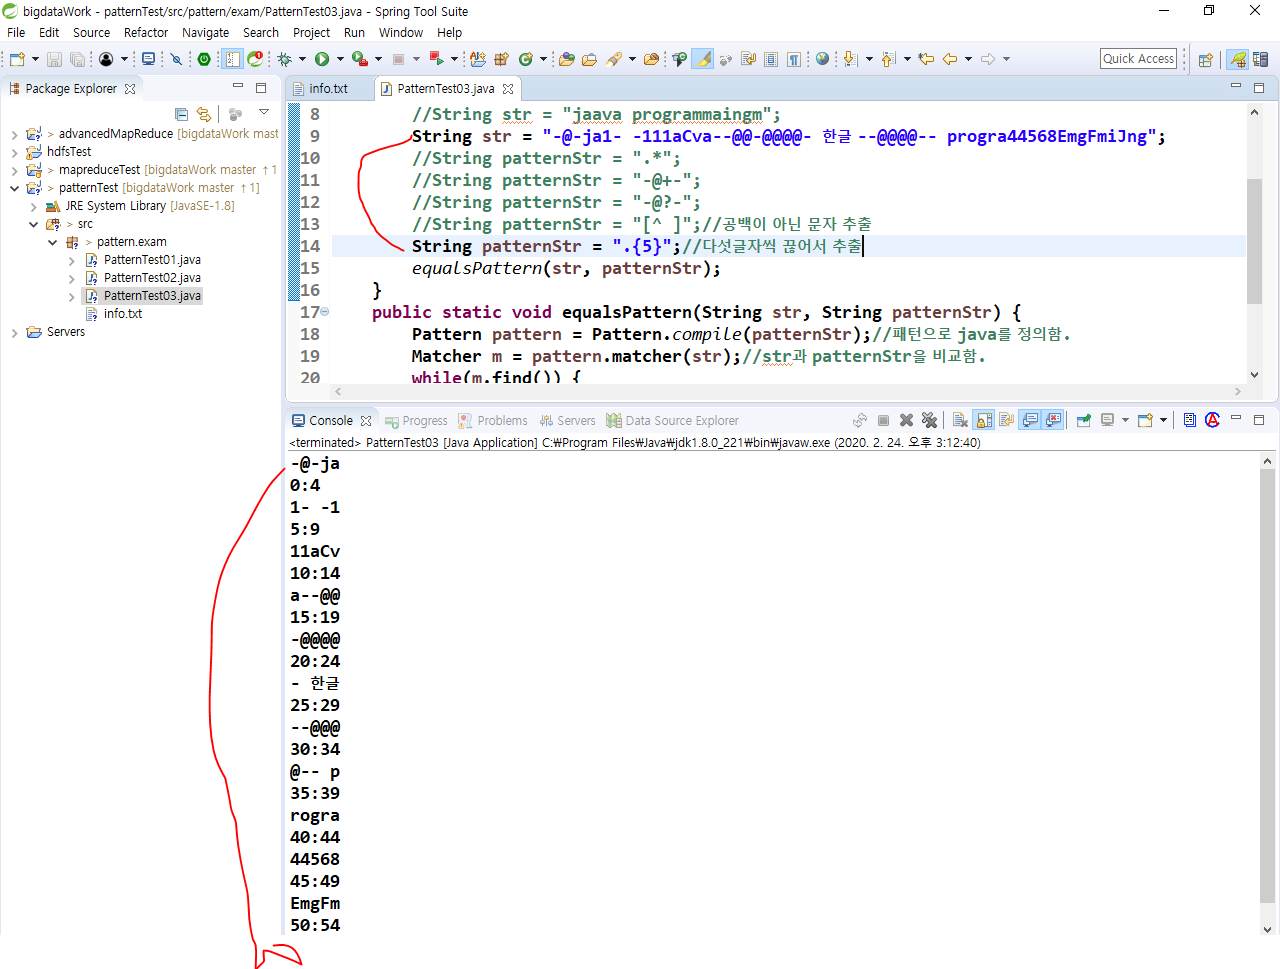 bigdataWork - patternTest/src/pattern/exam/PatternTest03.java - Spring Tool Suite
File Edit Source Refactor Navigate Search Project Run Window Help
Quick Access
Package Explorer
> advancedMapReduce [bigdataWork mast
hdfsTest
> mapreduceTest [bigdataWork master ↑1
> patternTest [bigdataWork master ↑1]
JRE System Library [JavaSE-1.8]
> src
> pattern.exam
PatternTest01.java
PatternTest02.java
PatternTest03.java
info.txt
Servers
info.txt PatternTest03.java
8 //String str = "jaava programmaingm";
9 String str = "-@-ja1- -111aCva--@@-@@@@- 한글 --@@@@-- progra44568EmgFmiJng";
10 //String patternStr = ".*";
11 //String patternStr = "-@+-";
12 //String patternStr = "-@?-";
13 //String patternStr = "[^ ]";//공백이 아닌 문자 추출
14 String patternStr = ".{5}";//다섯글자씩 끊어서 추출
15 equalsPattern(str, patternStr);
16 }
17 public static void equalsPattern(String str, String patternStr) {
18 Pattern pattern = Pattern.compile(patternStr);//패턴으로 java를 정의함.
19 Matcher m = pattern.matcher(str);//str과 patternStr을 비교함.
20 while(m.find()) {
Console Progress Problems Servers Data Source Explorer
<terminated> PatternTest03 [Java Application] C:₩Program Files₩Java₩jdk1.8.0_221₩bin₩javaw.exe (2020. 2. 24. 오후 3:12:40)
-@-ja
0:4
1- -1
5:9
11aCv
10:14
a--@@
15:19
-@@@@
20:24
- 한글
25:29
--@@@
30:34
@-- p
35:39
rogra
40:44
44568
45:49
EmgFm
50:54